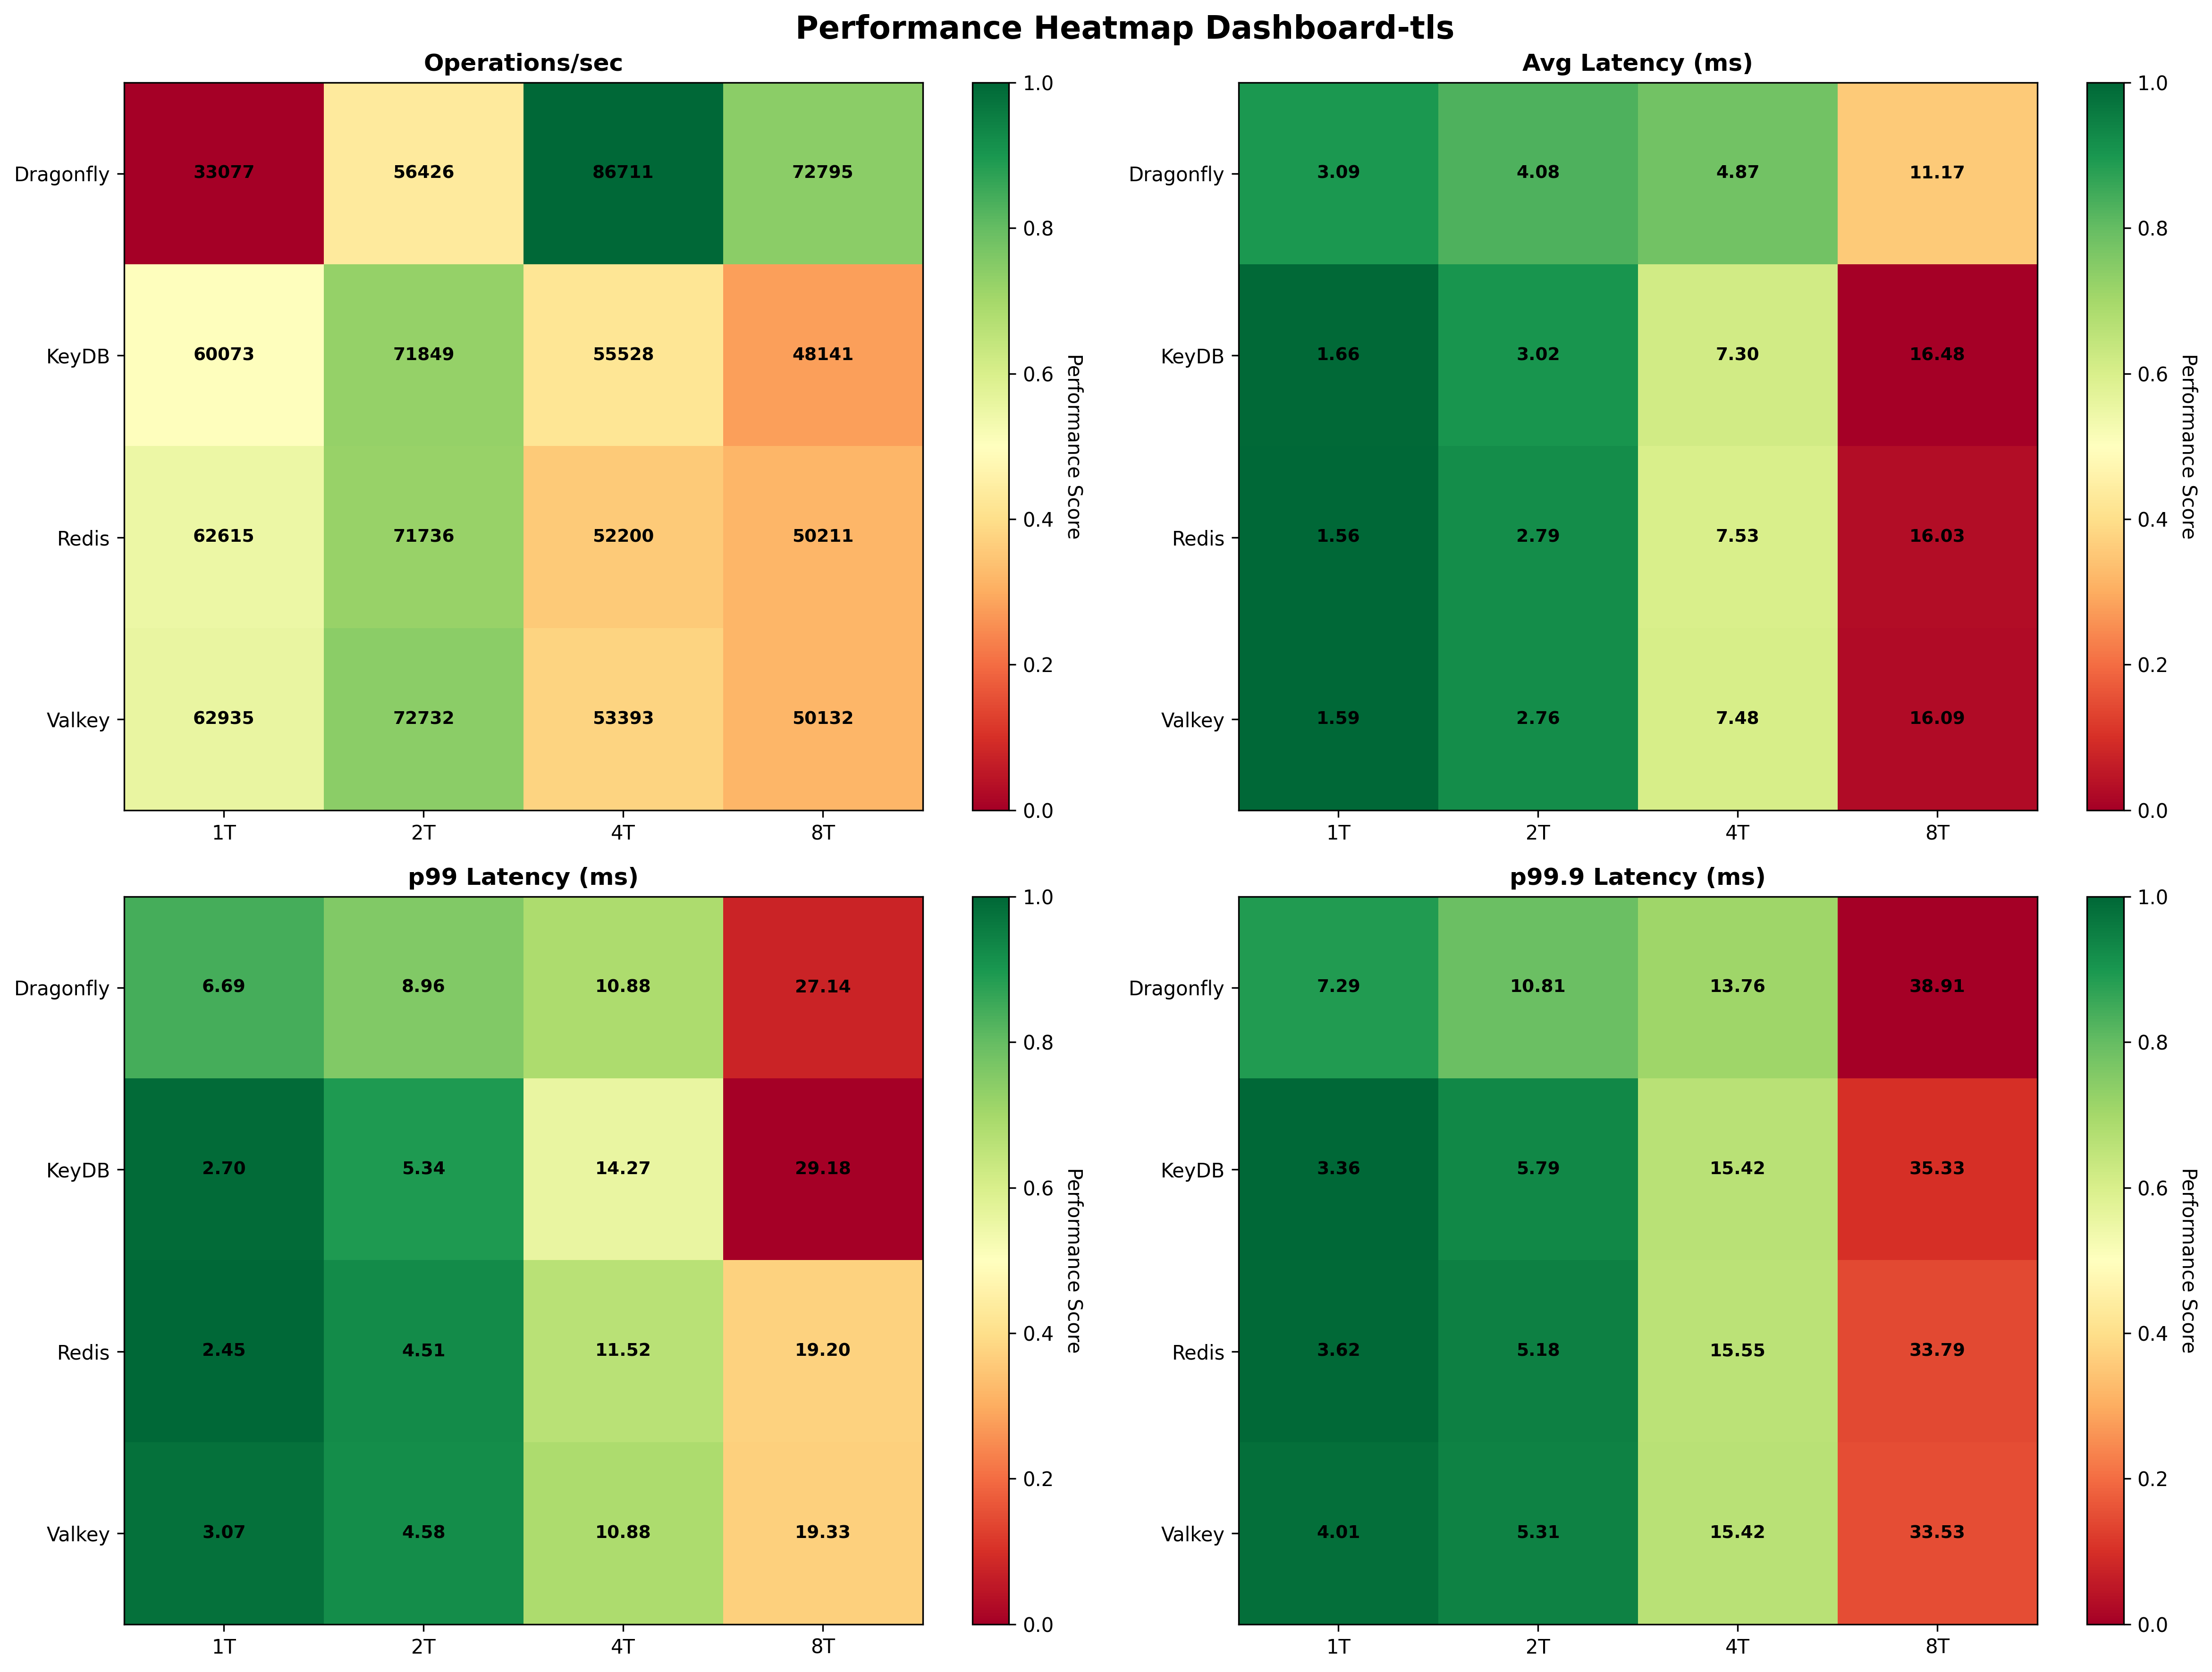 Performance Heatmap Dashboard-tls
Operations/sec
Dragonfly 33077 56426 86711 72795
KeyDB 60073 71849 55528 48141
Redis 62615 71736 52200 50211
Valkey 62935 72732 53393 50132
1T 2T 4T 8T
1.0
0.8
0.6
0.4
0.2
0.0
Performance Score
Avg Latency (ms)
Dragonfly 3.09 4.08 4.87 11.17
KeyDB 1.66 3.02 7.30 16.48
Redis 1.56 2.79 7.53 16.03
Valkey 1.59 2.76 7.48 16.09
1T 2T 4T 8T
1.0
0.8
0.6
0.4
0.2
0.0
Performance Score
p99 Latency (ms)
Dragonfly 6.69 8.96 10.88 27.14
KeyDB 2.70 5.34 14.27 29.18
Redis 2.45 4.51 11.52 19.20
Valkey 3.07 4.58 10.88 19.33
1T 2T 4T 8T
1.0
0.8
0.6
0.4
0.2
0.0
Performance Score
p99.9 Latency (ms)
Dragonfly 7.29 10.81 13.76 38.91
KeyDB 3.36 5.79 15.42 35.33
Redis 3.62 5.18 15.55 33.79
Valkey 4.01 5.31 15.42 33.53
1T 2T 4T 8T
1.0
0.8
0.6
0.4
0.2
0.0
Performance Score